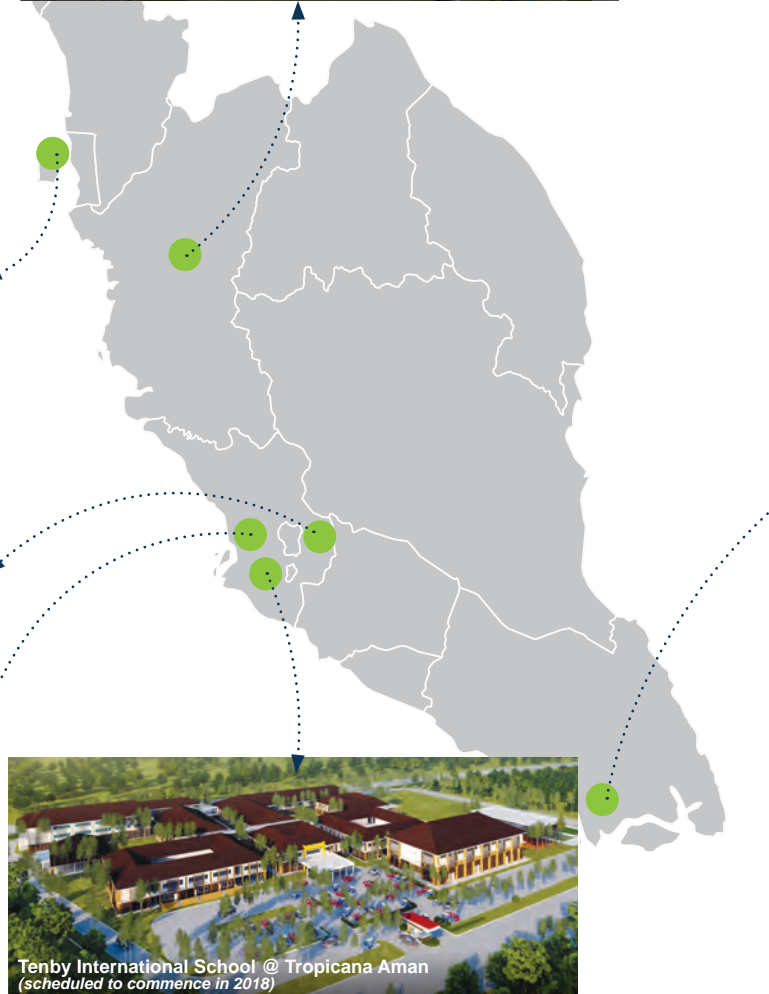 Tenby International School @ Tropicana Aman
(scheduled to commence in 2018)